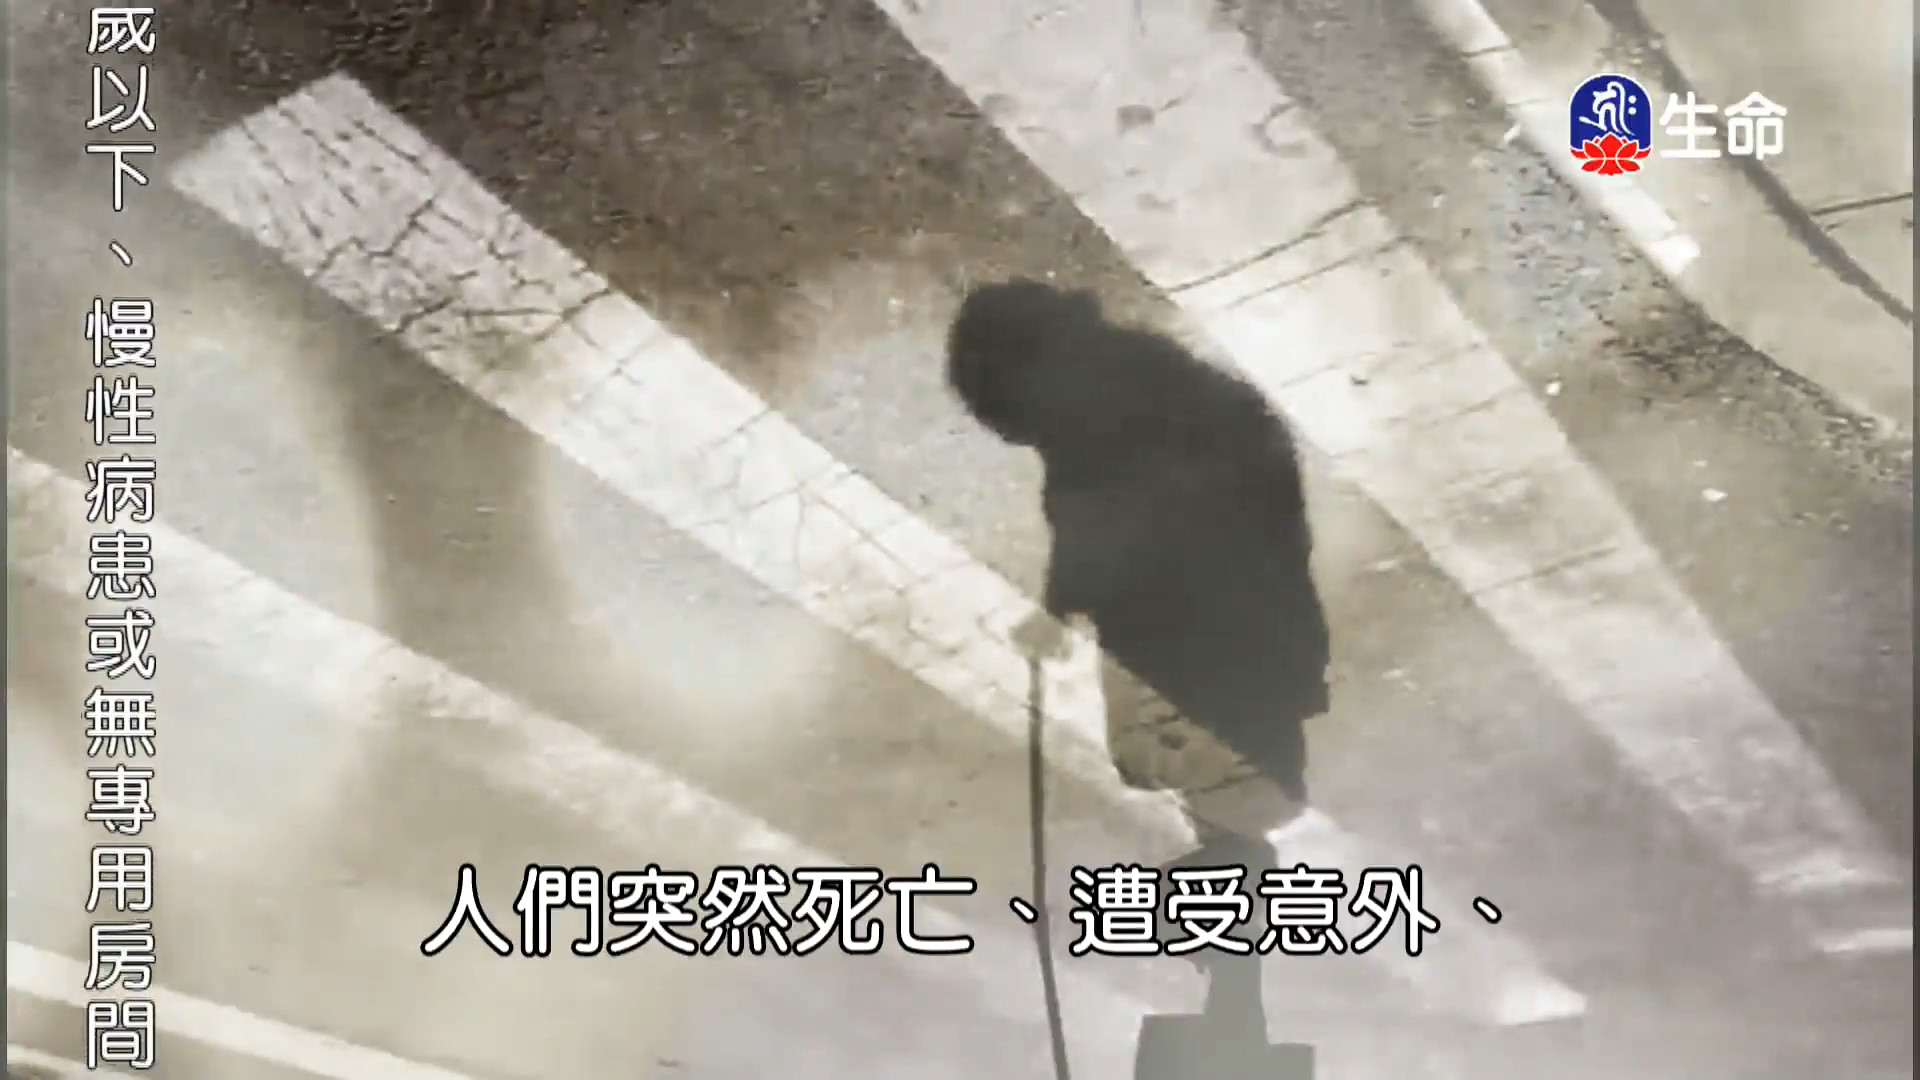 歲以下、慢性病患或無專用房間
生命
人們突然死亡、遭受意外、